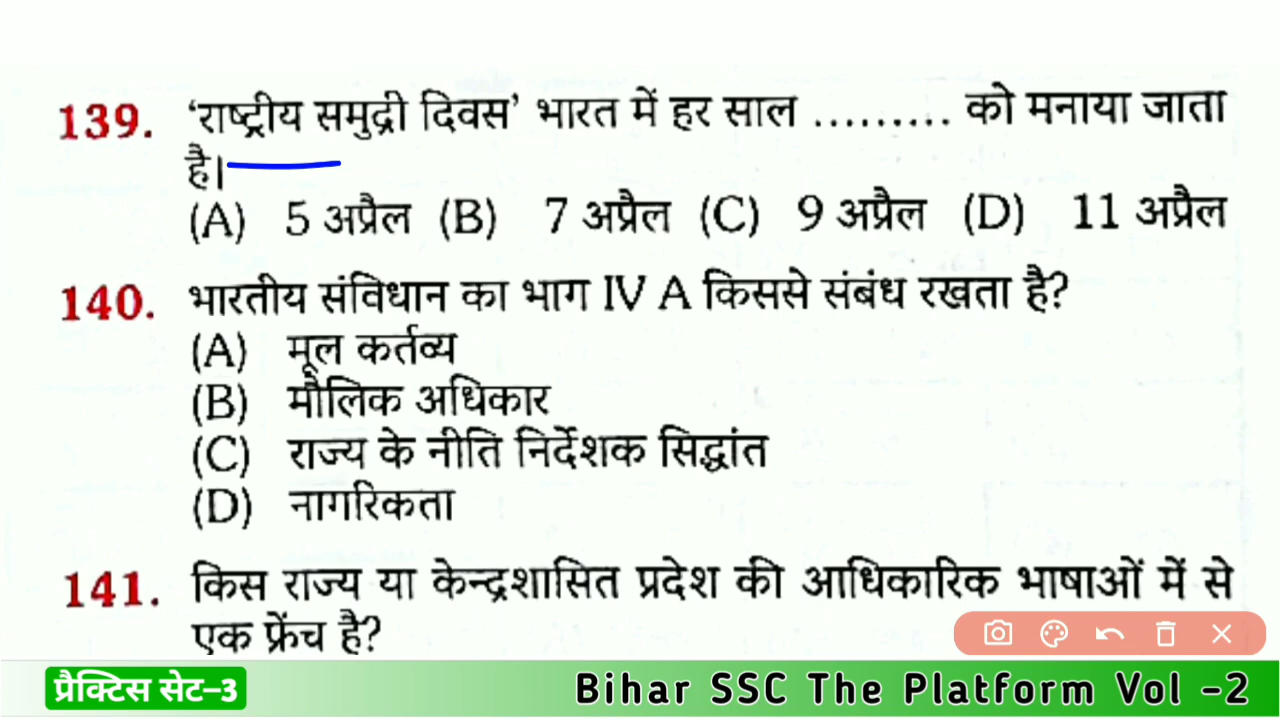 139. ‘राष्ट्रीय समुद्री दिवस’ भारत में हर साल ......... को मनाया जाता
है।
(A) 5 अप्रैल (B) 7 अप्रैल (C) 9 अप्रैल (D) 11 अप्रैल
140. भारतीय संविधान का भाग IV A किससे संबंध रखता है?
(A) मूल कर्तव्य
(B) मौलिक अधिकार
(C) राज्य के नीति निर्देशक सिद्धांत
(D) नागरिकता
141. किस राज्य या केन्द्रशासित प्रदेश की आधिकारिक भाषाओं में से
एक फ्रेंच है?
प्रैक्टिस सेट–3 Bihar SSC The Platform Vol –2